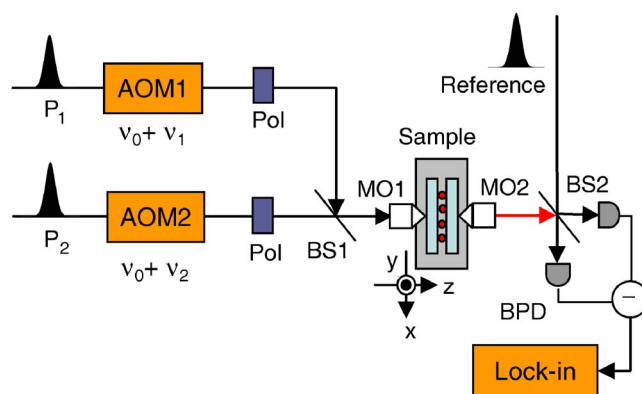 P₁
AOM1
ν₀+ ν₁
Pol
Reference
Sample
P₂
AOM2
ν₀+ ν₂
Pol
BS1
MO1
MO2
BS2
y
z
x
BPD
−
Lock-in